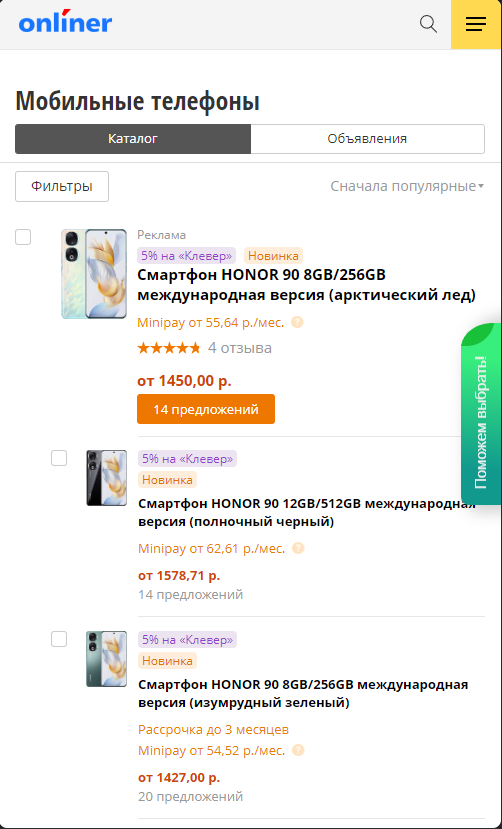 onlíner
Мобильные телефоны
Каталог
Объявления
Фильтры
Сначала популярные
Реклама
5% на «Клевер» Новинка
Смартфон HONOR 90 8GB/256GB
международная версия (арктический лед)
Minipay от 55,64 р./мес. ?
4 отзыва
от 1450,00 р.
14 предложений
Поможем выбрать!
5% на «Клевер»
Новинка
Смартфон HONOR 90 12GB/512GB международная
версия (полночный черный)
Minipay от 62,61 р./мес. ?
от 1578,71 р.
14 предложений
5% на «Клевер»
Новинка
Смартфон HONOR 90 8GB/256GB международная
версия (изумрудный зеленый)
Рассрочка до 3 месяцев
Minipay от 54,52 р./мес. ?
от 1427,00 р.
20 предложений